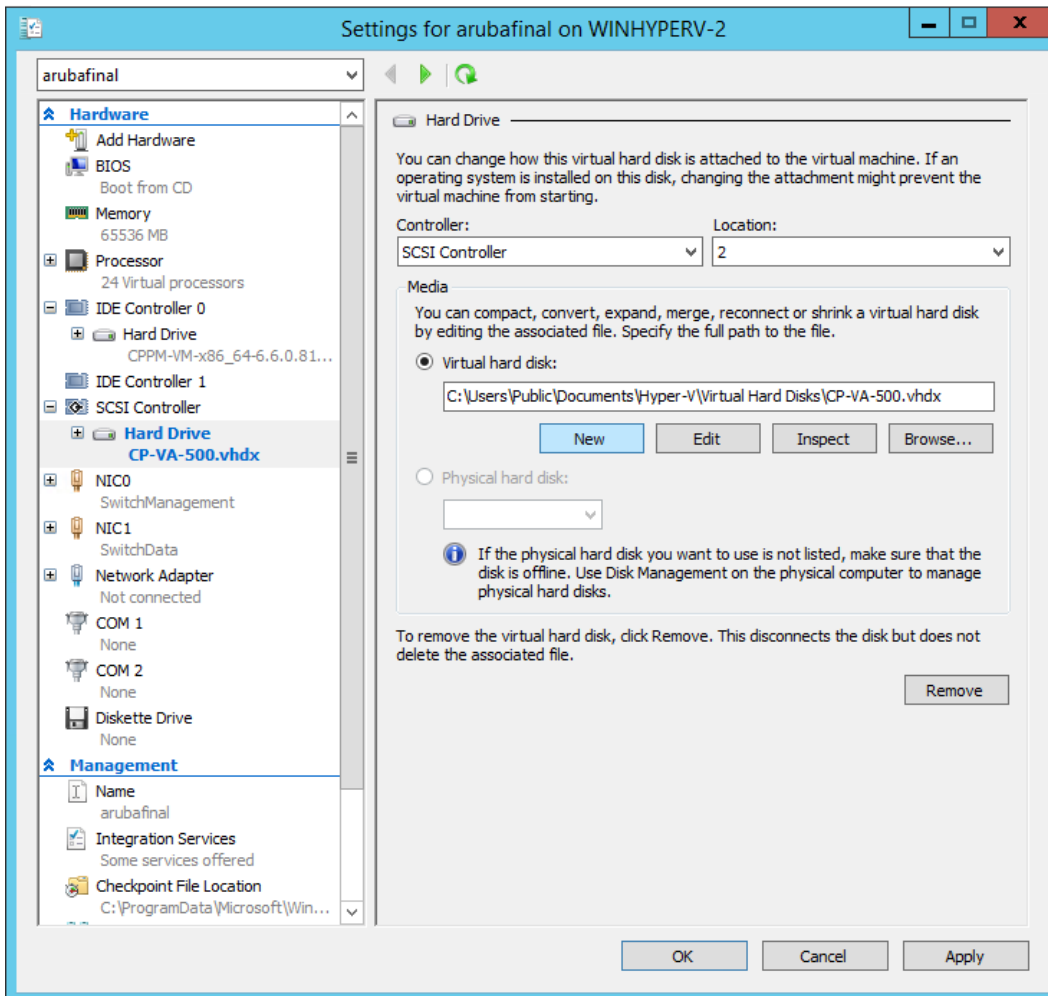 Settings for arubafinal on WINHYPERV-2
arubafinal
Hardware
Add Hardware
BIOS
Boot from CD
Memory
65536 MB
Processor
24 Virtual processors
IDE Controller 0
Hard Drive
CPPM-VM-x86_64-6.6.0.81...
IDE Controller 1
SCSI Controller
Hard Drive
CP-VA-500.vhdx
NIC0
SwitchManagement
NIC1
SwitchData
Network Adapter
Not connected
COM 1
None
COM 2
None
Diskette Drive
None
Management
Name
arubafinal
Integration Services
Some services offered
Checkpoint File Location
C:\ProgramData\Microsoft\Win...
Hard Drive
You can change how this virtual hard disk is attached to the virtual machine. If an
operating system is installed on this disk, changing the attachment might prevent the
virtual machine from starting.
Controller:
Location:
SCSI Controller
2
Media
You can compact, convert, expand, merge, reconnect or shrink a virtual hard disk
by editing the associated file. Specify the full path to the file.
Virtual hard disk:
C:\Users\Public\Documents\Hyper-V\Virtual Hard Disks\CP-VA-500.vhdx
New
Edit
Inspect
Browse...
Physical hard disk:
If the physical hard disk you want to use is not listed, make sure that the
disk is offline. Use Disk Management on the physical computer to manage
physical hard disks.
To remove the virtual hard disk, click Remove. This disconnects the disk but does not
delete the associated file.
Remove
OK
Cancel
Apply